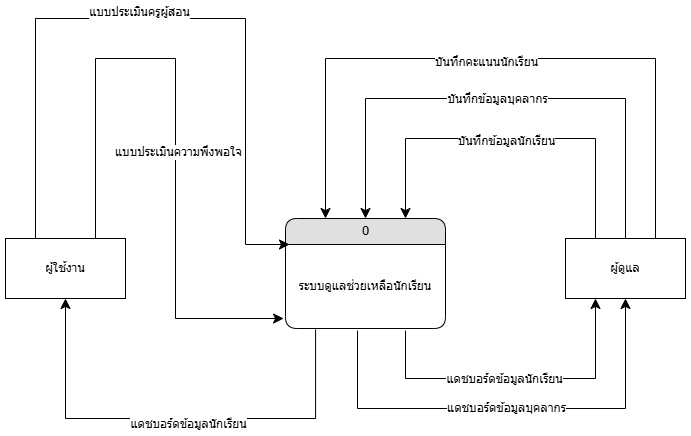 แบบประเมินครูผู้สอน
บันทึกคะแนนนักเรียน
บันทึกข้อมูลบุคลากร
บันทึกข้อมูลนักเรียน
แบบประเมินความพึงพอใจ
0
ผู้ใช้งาน
ระบบดูแลช่วยเหลือนักเรียน
ผู้ดูแล
แดชบอร์ดข้อมูลนักเรียน
แดชบอร์ดข้อมูลบุคลากร
แดชบอร์ดข้อมูลนักเรียน